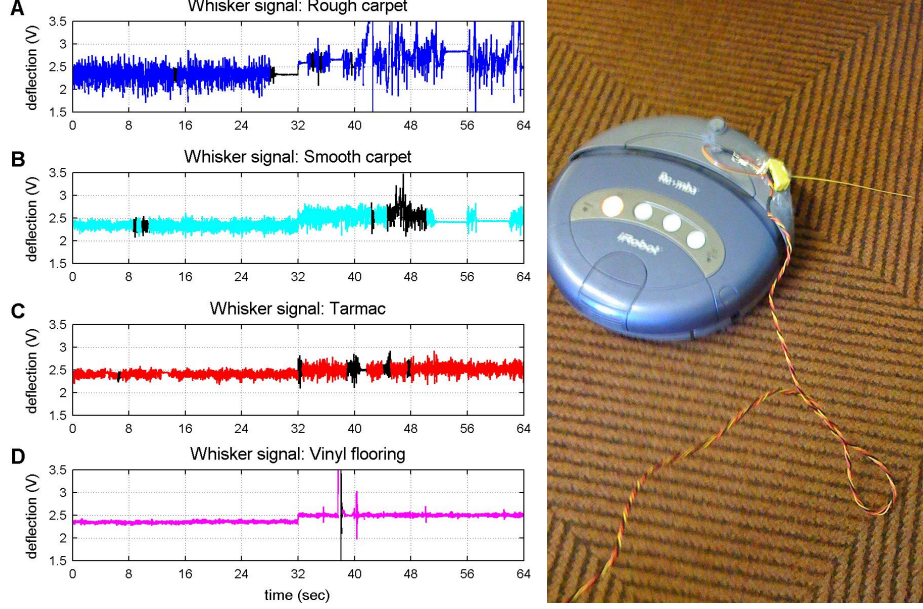 A
Whisker signal: Rough carpet
deflection (V)
3.5
3
2.5
2
1.5
0 8 16 24 32 40 48 56 64
B
Whisker signal: Smooth carpet
deflection (V)
3.5
3
2.5
2
1.5
0 8 16 24 32 40 48 56 64
C
Whisker signal: Tarmac
deflection (V)
3.5
3
2.5
2
1.5
0 8 16 24 32 40 48 56 64
D
Whisker signal: Vinyl flooring
deflection (V)
3.5
3
2.5
2
1.5
0 8 16 24 32 40 48 56 64
time (sec)
Roomba
iRobot